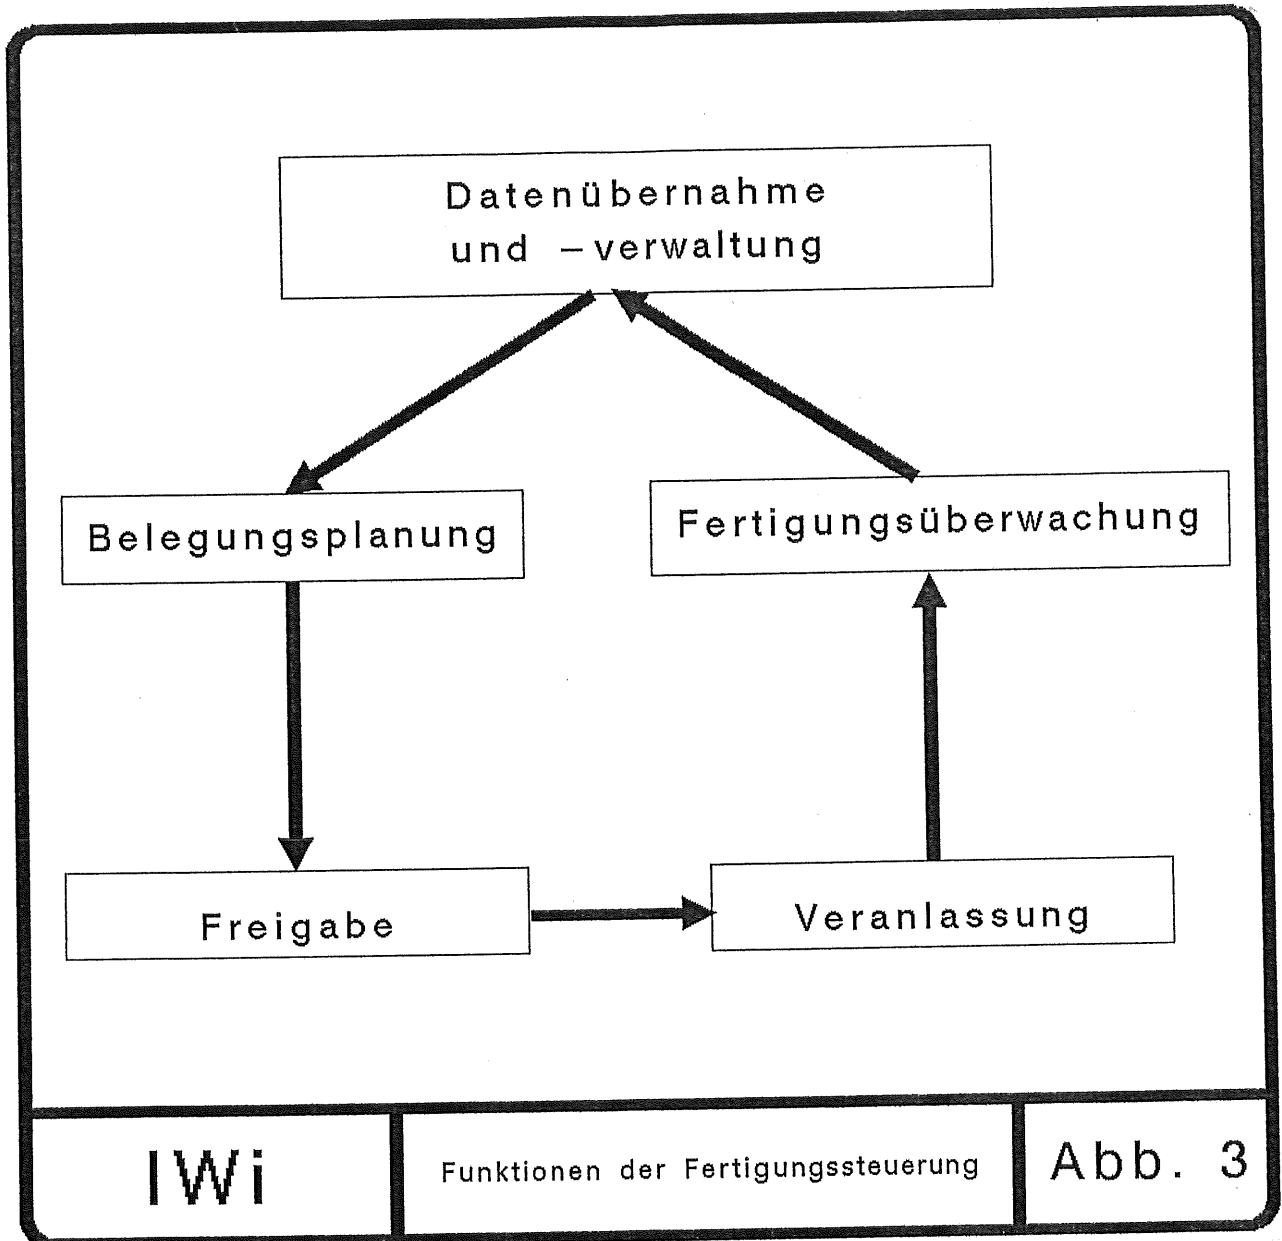 Datenübernahme
und -verwaltung
Belegungsplanung
Fertigungsüberwachung
Freigabe
Veranlassung
IWi
Funktionen der Fertigungssteuerung
Abb. 3